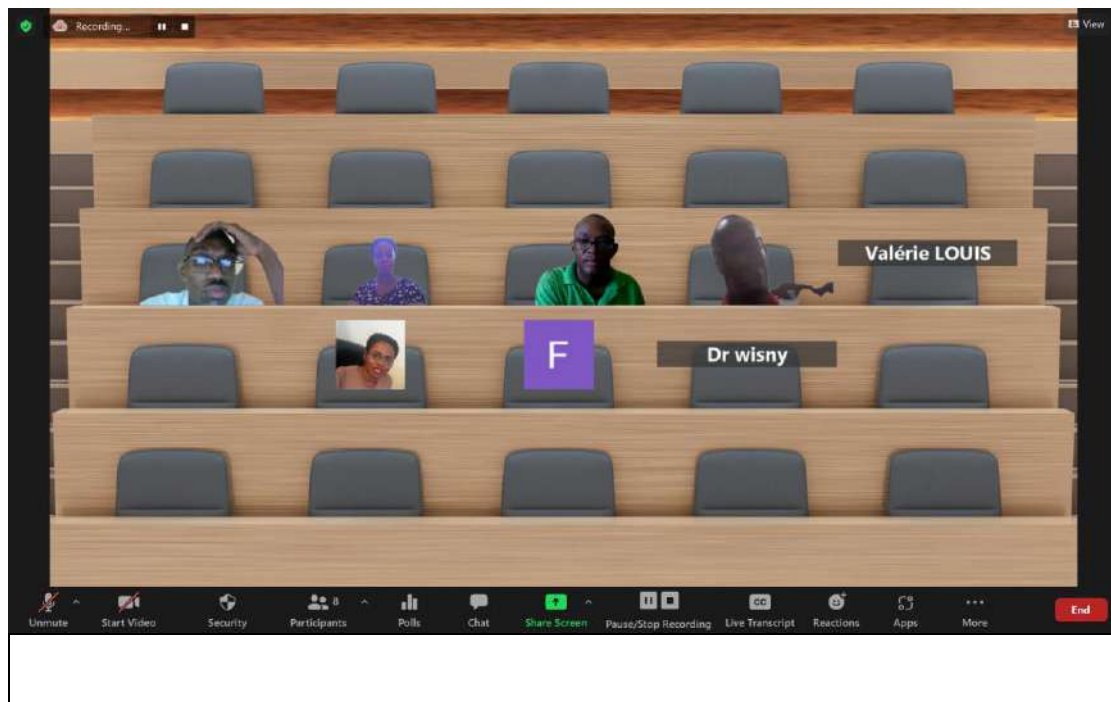 Recording...
View
Valérie LOUIS
F
Dr wisny
8
Unmute Start Video Security Participants Polls Chat Share Screen Pause/Stop Recording Live Transcript Reactions Apps More End
CC